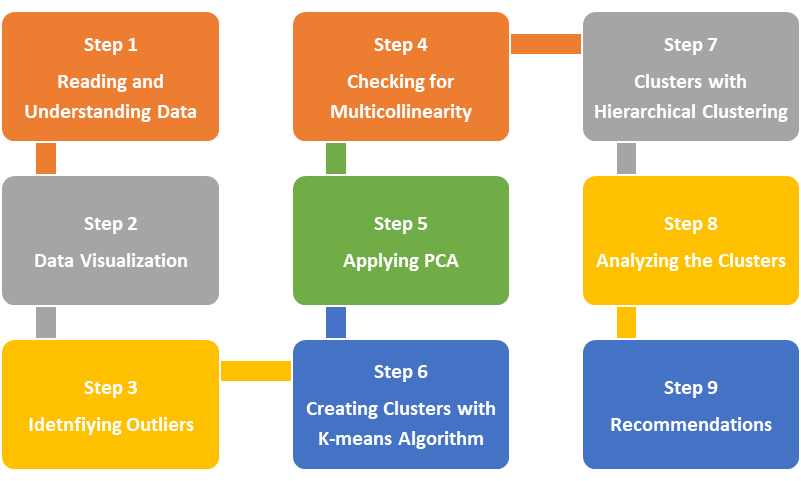 Step 1
Reading and
Understanding Data
Step 2
Data Visualization
Step 3
Idetnfiying Outliers
Step 4
Checking for
Multicollinearity
Step 5
Applying PCA
Step 6
Creating Clusters with
K-means Algorithm
Step 7
Clusters with
Hierarchical Clustering
Step 8
Analyzing the Clusters
Step 9
Recommendations